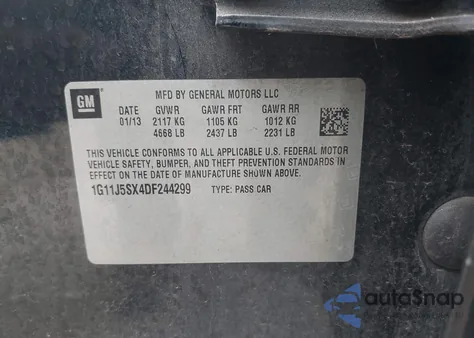 GM
MFD BY GENERAL MOTORS LLC
DATE GVWR GAWR FRT GAWR RR
01/13 2117 KG 1105 KG 1012 KG
4668 LB 2437 LB 2231 LB
THIS VEHICLE CONFORMS TO ALL APPLICABLE U.S. FEDERAL MOTOR
VEHICLE SAFETY, BUMPER, AND THEFT PREVENTION STANDARDS IN
EFFECT ON THE DATE OF MANUFACTURE SHOWN ABOVE.
1G11J5SX4DF244299 TYPE: PASS CAR
autoSnap